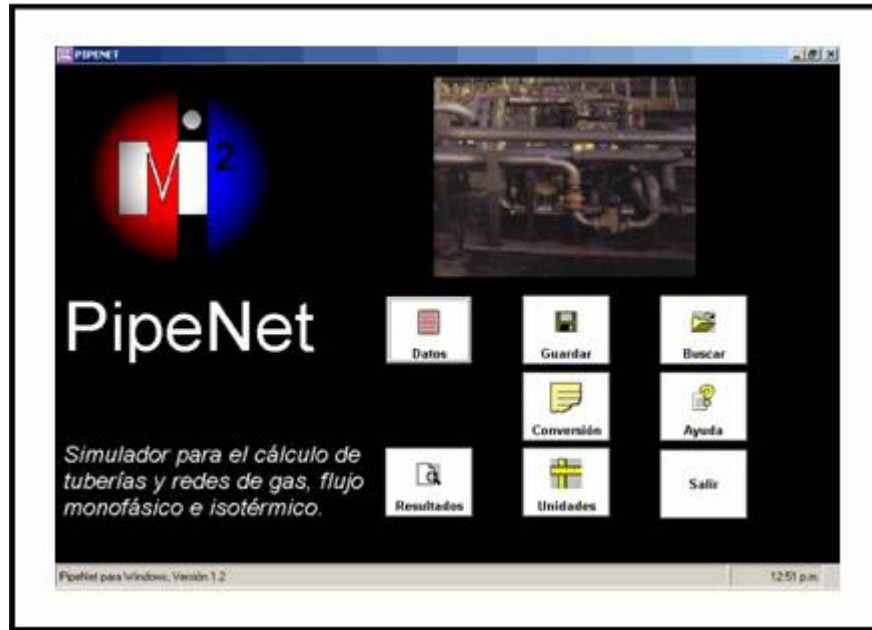 PIPENET
Mi2
PipeNet
Datos
Guardar
Buscar
Conversión
Ayuda
Simulador para el cálculo de
tuberías y redes de gas, flujo
monofásico e isotérmico.
Resultados
Unidades
Salir
PipeNet para Windows, Versión 1.2
12:51 p.m.